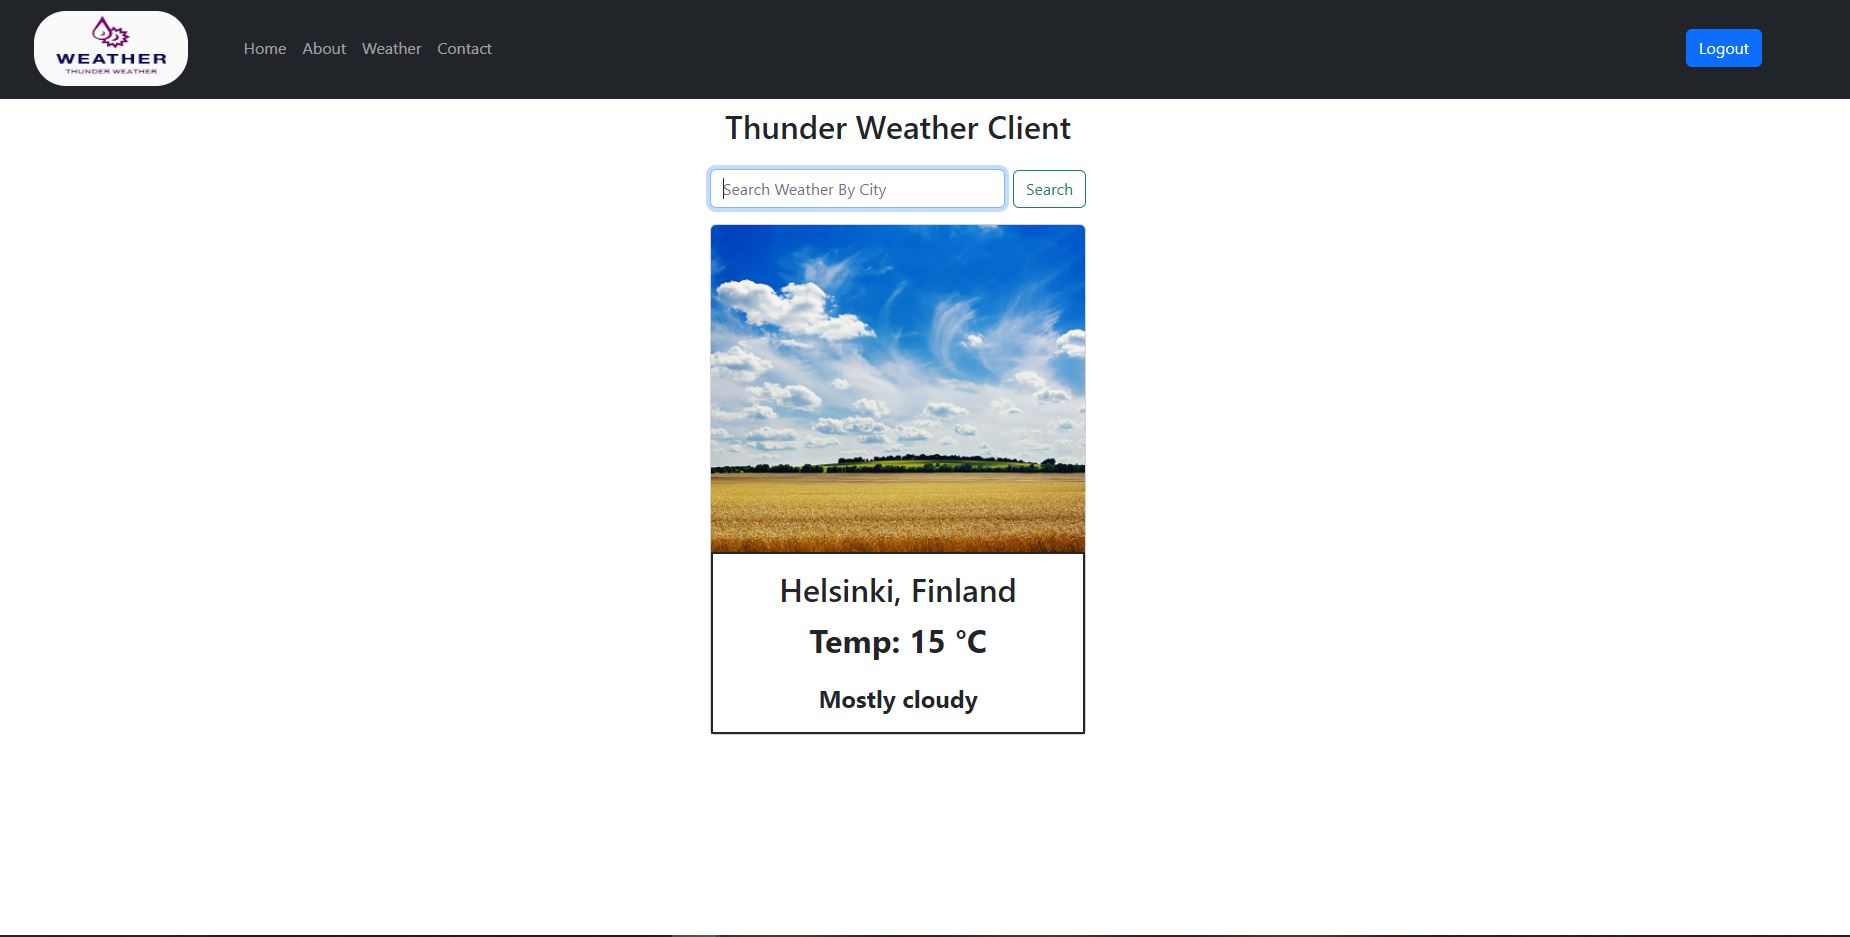 WEATHER
THUNDER WEATHER
Home About Weather Contact
Logout
Thunder Weather Client
Search Weather By City
Search
Helsinki, Finland
Temp: 15 °C
Mostly cloudy